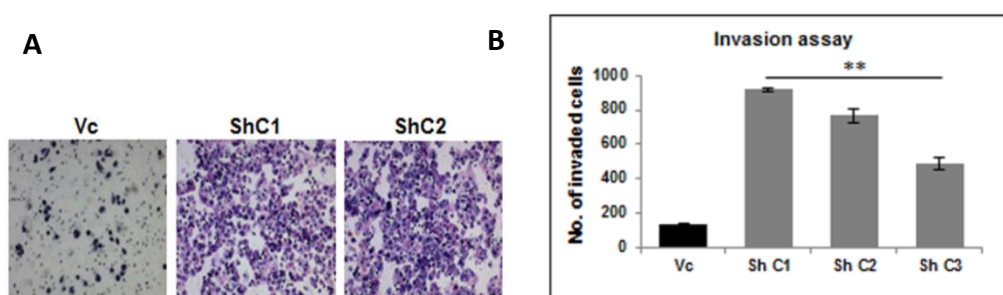 A
B
Vc ShC1 ShC2
Invasion assay
**
No. of invaded cells
1000
800
600
400
200
0
Vc Sh C1 Sh C2 Sh C3